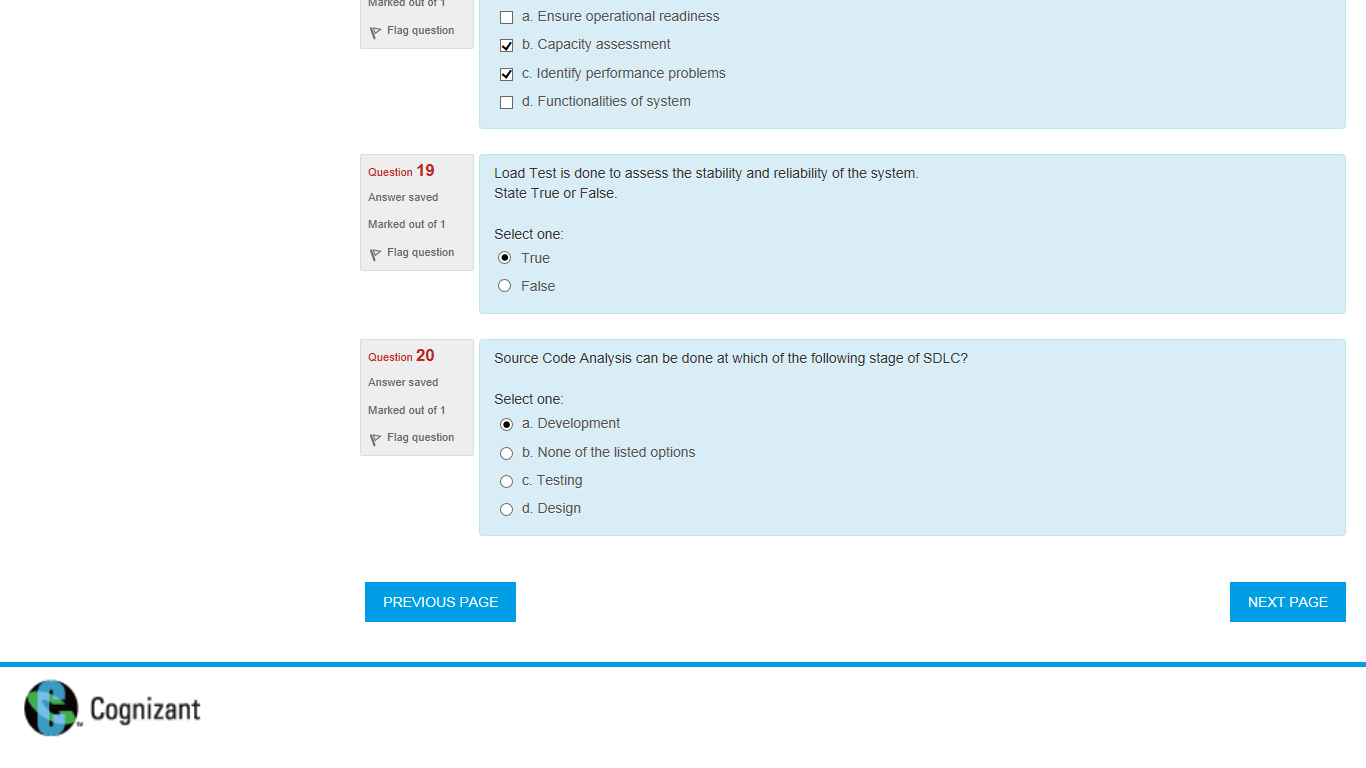 Marked out of 1
Flag question
a. Ensure operational readiness
b. Capacity assessment
c. Identify performance problems
d. Functionalities of system
Question 19
Answer saved
Marked out of 1
Flag question
Load Test is done to assess the stability and reliability of the system.
State True or False.
Select one:
True
False
Question 20
Answer saved
Marked out of 1
Flag question
Source Code Analysis can be done at which of the following stage of SDLC?
Select one:
a. Development
b. None of the listed options
c. Testing
d. Design
PREVIOUS PAGE
NEXT PAGE
Cognizant